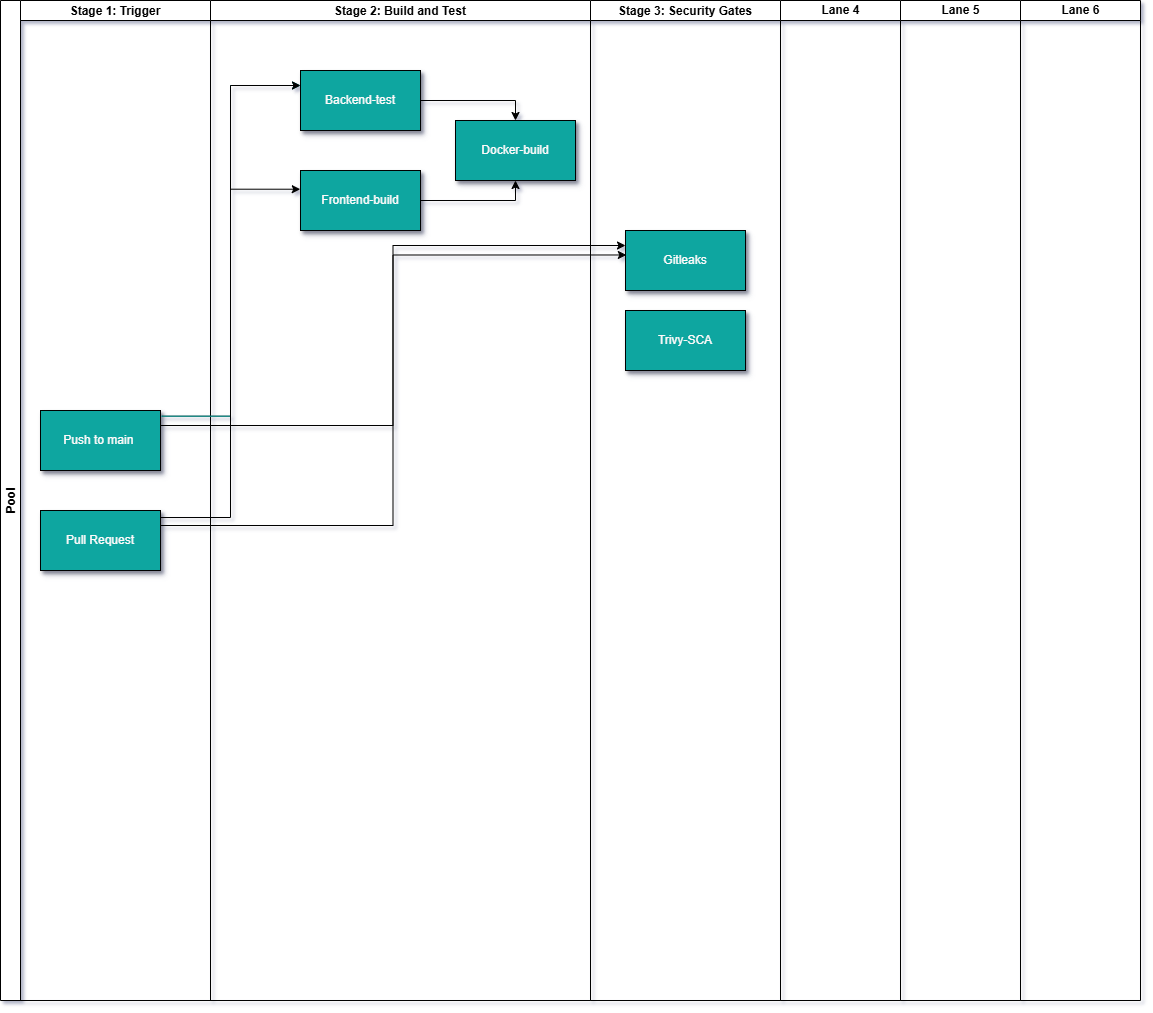 Stage 1: Trigger
Stage 2: Build and Test
Stage 3: Security Gates
Lane 4
Lane 5
Lane 6
Backend-test
Docker-build
Frontend-build
Gitleaks
Trivy-SCA
Push to main
Pool
Pull Request